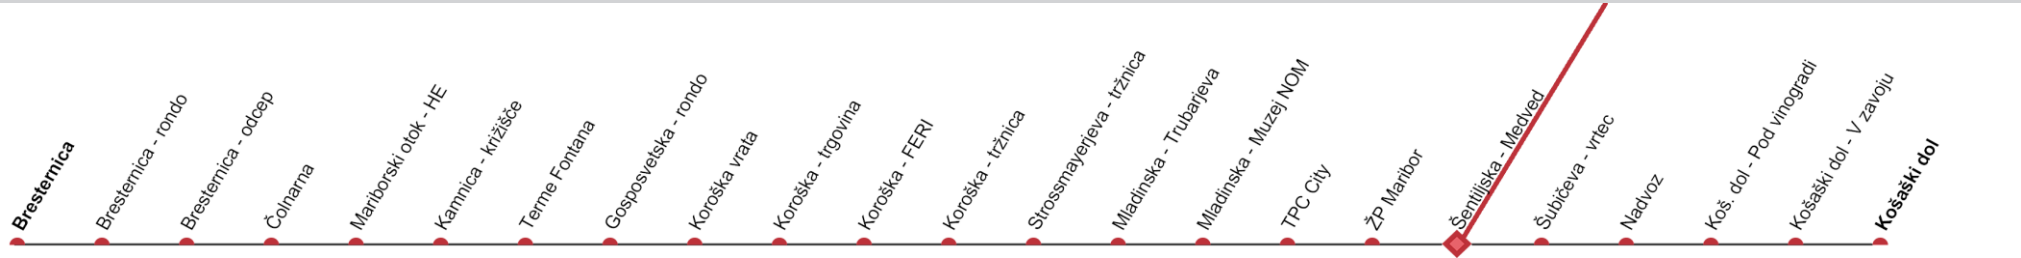 Bresternica
Bresternica - rondo
Bresternica - odcep
Čolnarna
Mariborski otok - HE
Kamnica - križišče
Terme Fontana
Gosposvetska - rondo
Koroška vrata
Koroška - trgovina
Koroška - FERI
Koroška - tržnica
Strossmayerjeva - tržnica
Mladinska - Trubarjeva
Mladinska - Muzej NOM
TPC City
ŽP Maribor
Šentiljska - Medved
Šubičeva - vrtec
Nadvoz
Koš. dol - Pod vinogradi
Košaški dol - V zavoju
Košaški dol